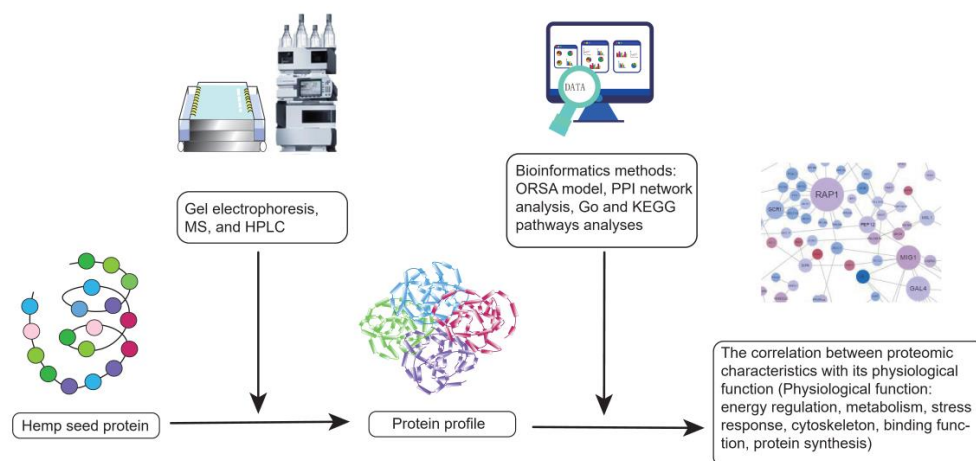 DATA
Gel electrophoresis,
MS, and HPLC
Bioinformatics methods:
ORSA model, PPI network
analysis, Go and KEGG
pathways analyses
RAP1
GCR1
PEP12
MIG1
GAL4
Hemp seed protein
Protein profile
The correlation between proteomic
characteristics with its physiological
function (Physiological function:
energy regulation, metabolism, stress
response, cytoskeleton, binding func-
tion, protein synthesis)